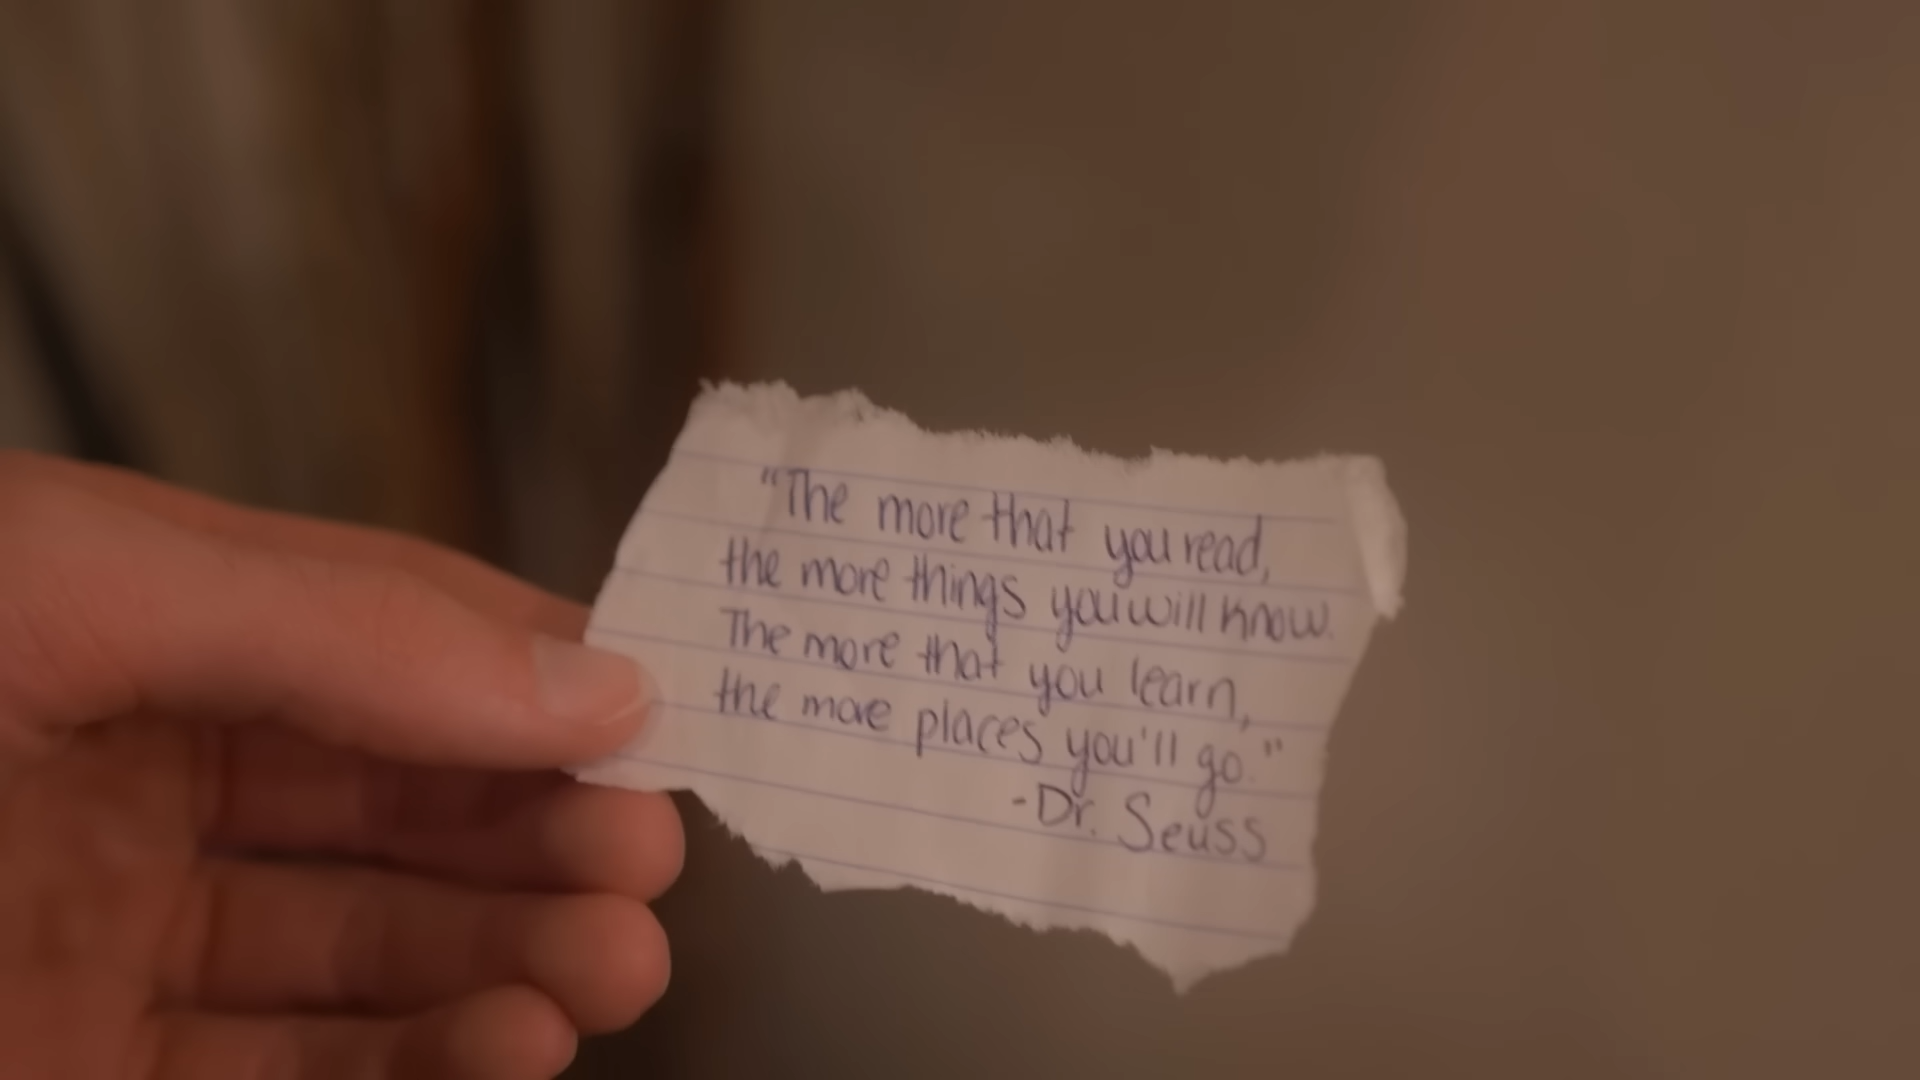 “The more that you read,
the more things you will know.
The more that you learn,
the more places you'll go.”
-Dr. Seuss